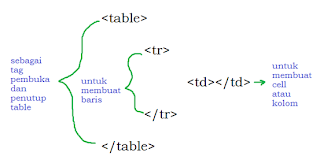 <table>
sebagai
tag
pembuka
dan
penutup
table
<tr>
untuk
membuat
baris
</tr>
<td></td>
untuk
membuat
cell
atau
kolom
</table>